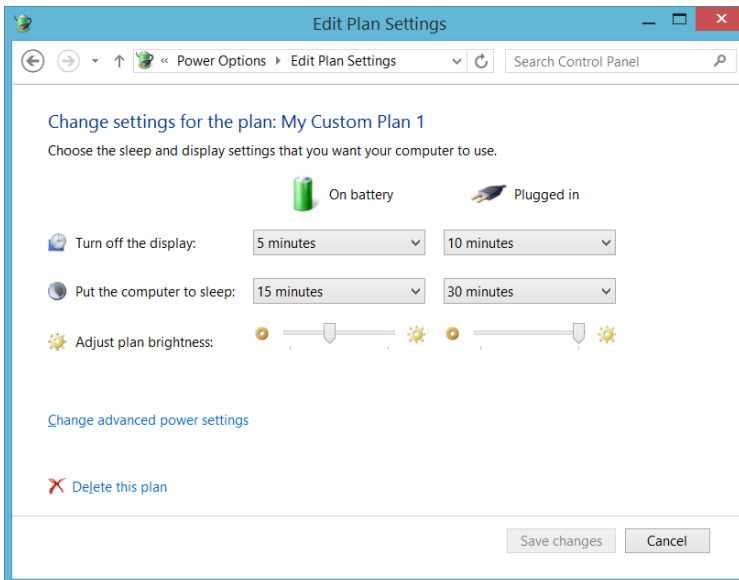 Edit Plan Settings
« Power Options Edit Plan Settings Search Control Panel
Change settings for the plan: My Custom Plan 1
Choose the sleep and display settings that you want your computer to use.
On battery Plugged in
Turn off the display: 5 minutes 10 minutes
Put the computer to sleep: 15 minutes 30 minutes
Adjust plan brightness:
Change advanced power settings
Delete this plan
Save changes Cancel